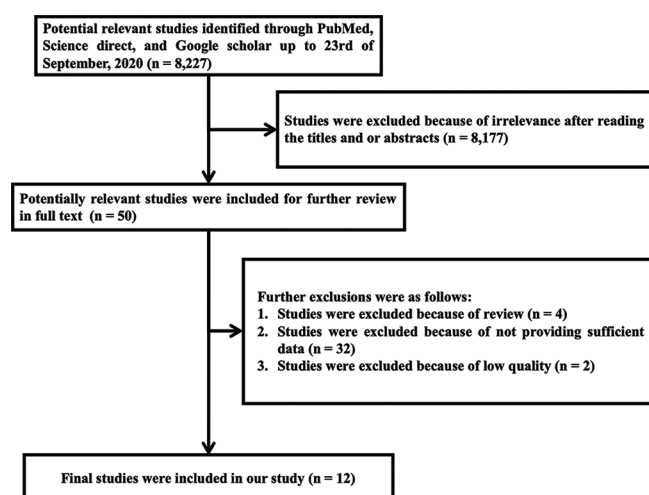 Potential relevant studies identified through PubMed,
Science direct, and Google scholar up to 23rd of
September, 2020 (n = 8,227)
Studies were excluded because of irrelevance after reading
the titles and or abstracts (n = 8,177)
Potentially relevant studies were included for further review
in full text (n = 50)
Further exclusions were as follows:
1. Studies were excluded because of review (n = 4)
2. Studies were excluded because of not providing sufficient
data (n = 32)
3. Studies were excluded because of low quality (n = 2)
Final studies were included in our study (n = 12)